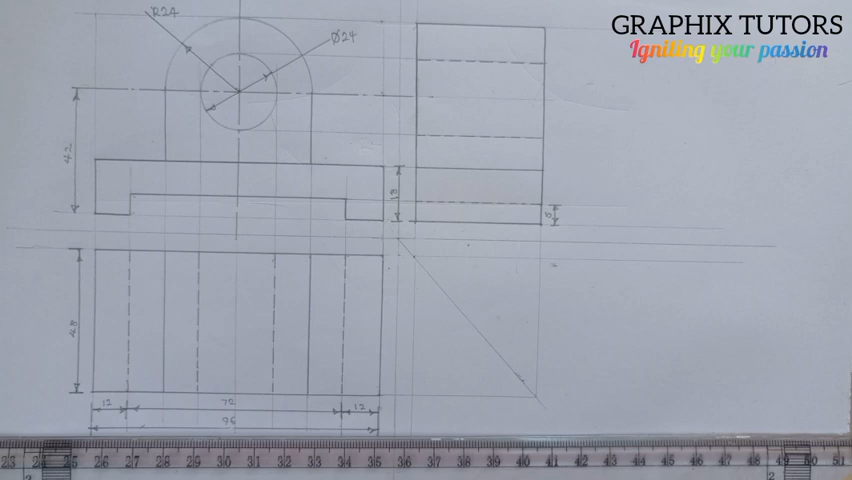 GRAPHIX TUTORS
Igniting your passion
R24
Ø24
42
18
48
12
72
12
96
23 24 25 26 27 28 29 30 31 32 33 34 35 36 37 38 39 40 41 42 43 44 45 46 47 48 49 50 51
2
2